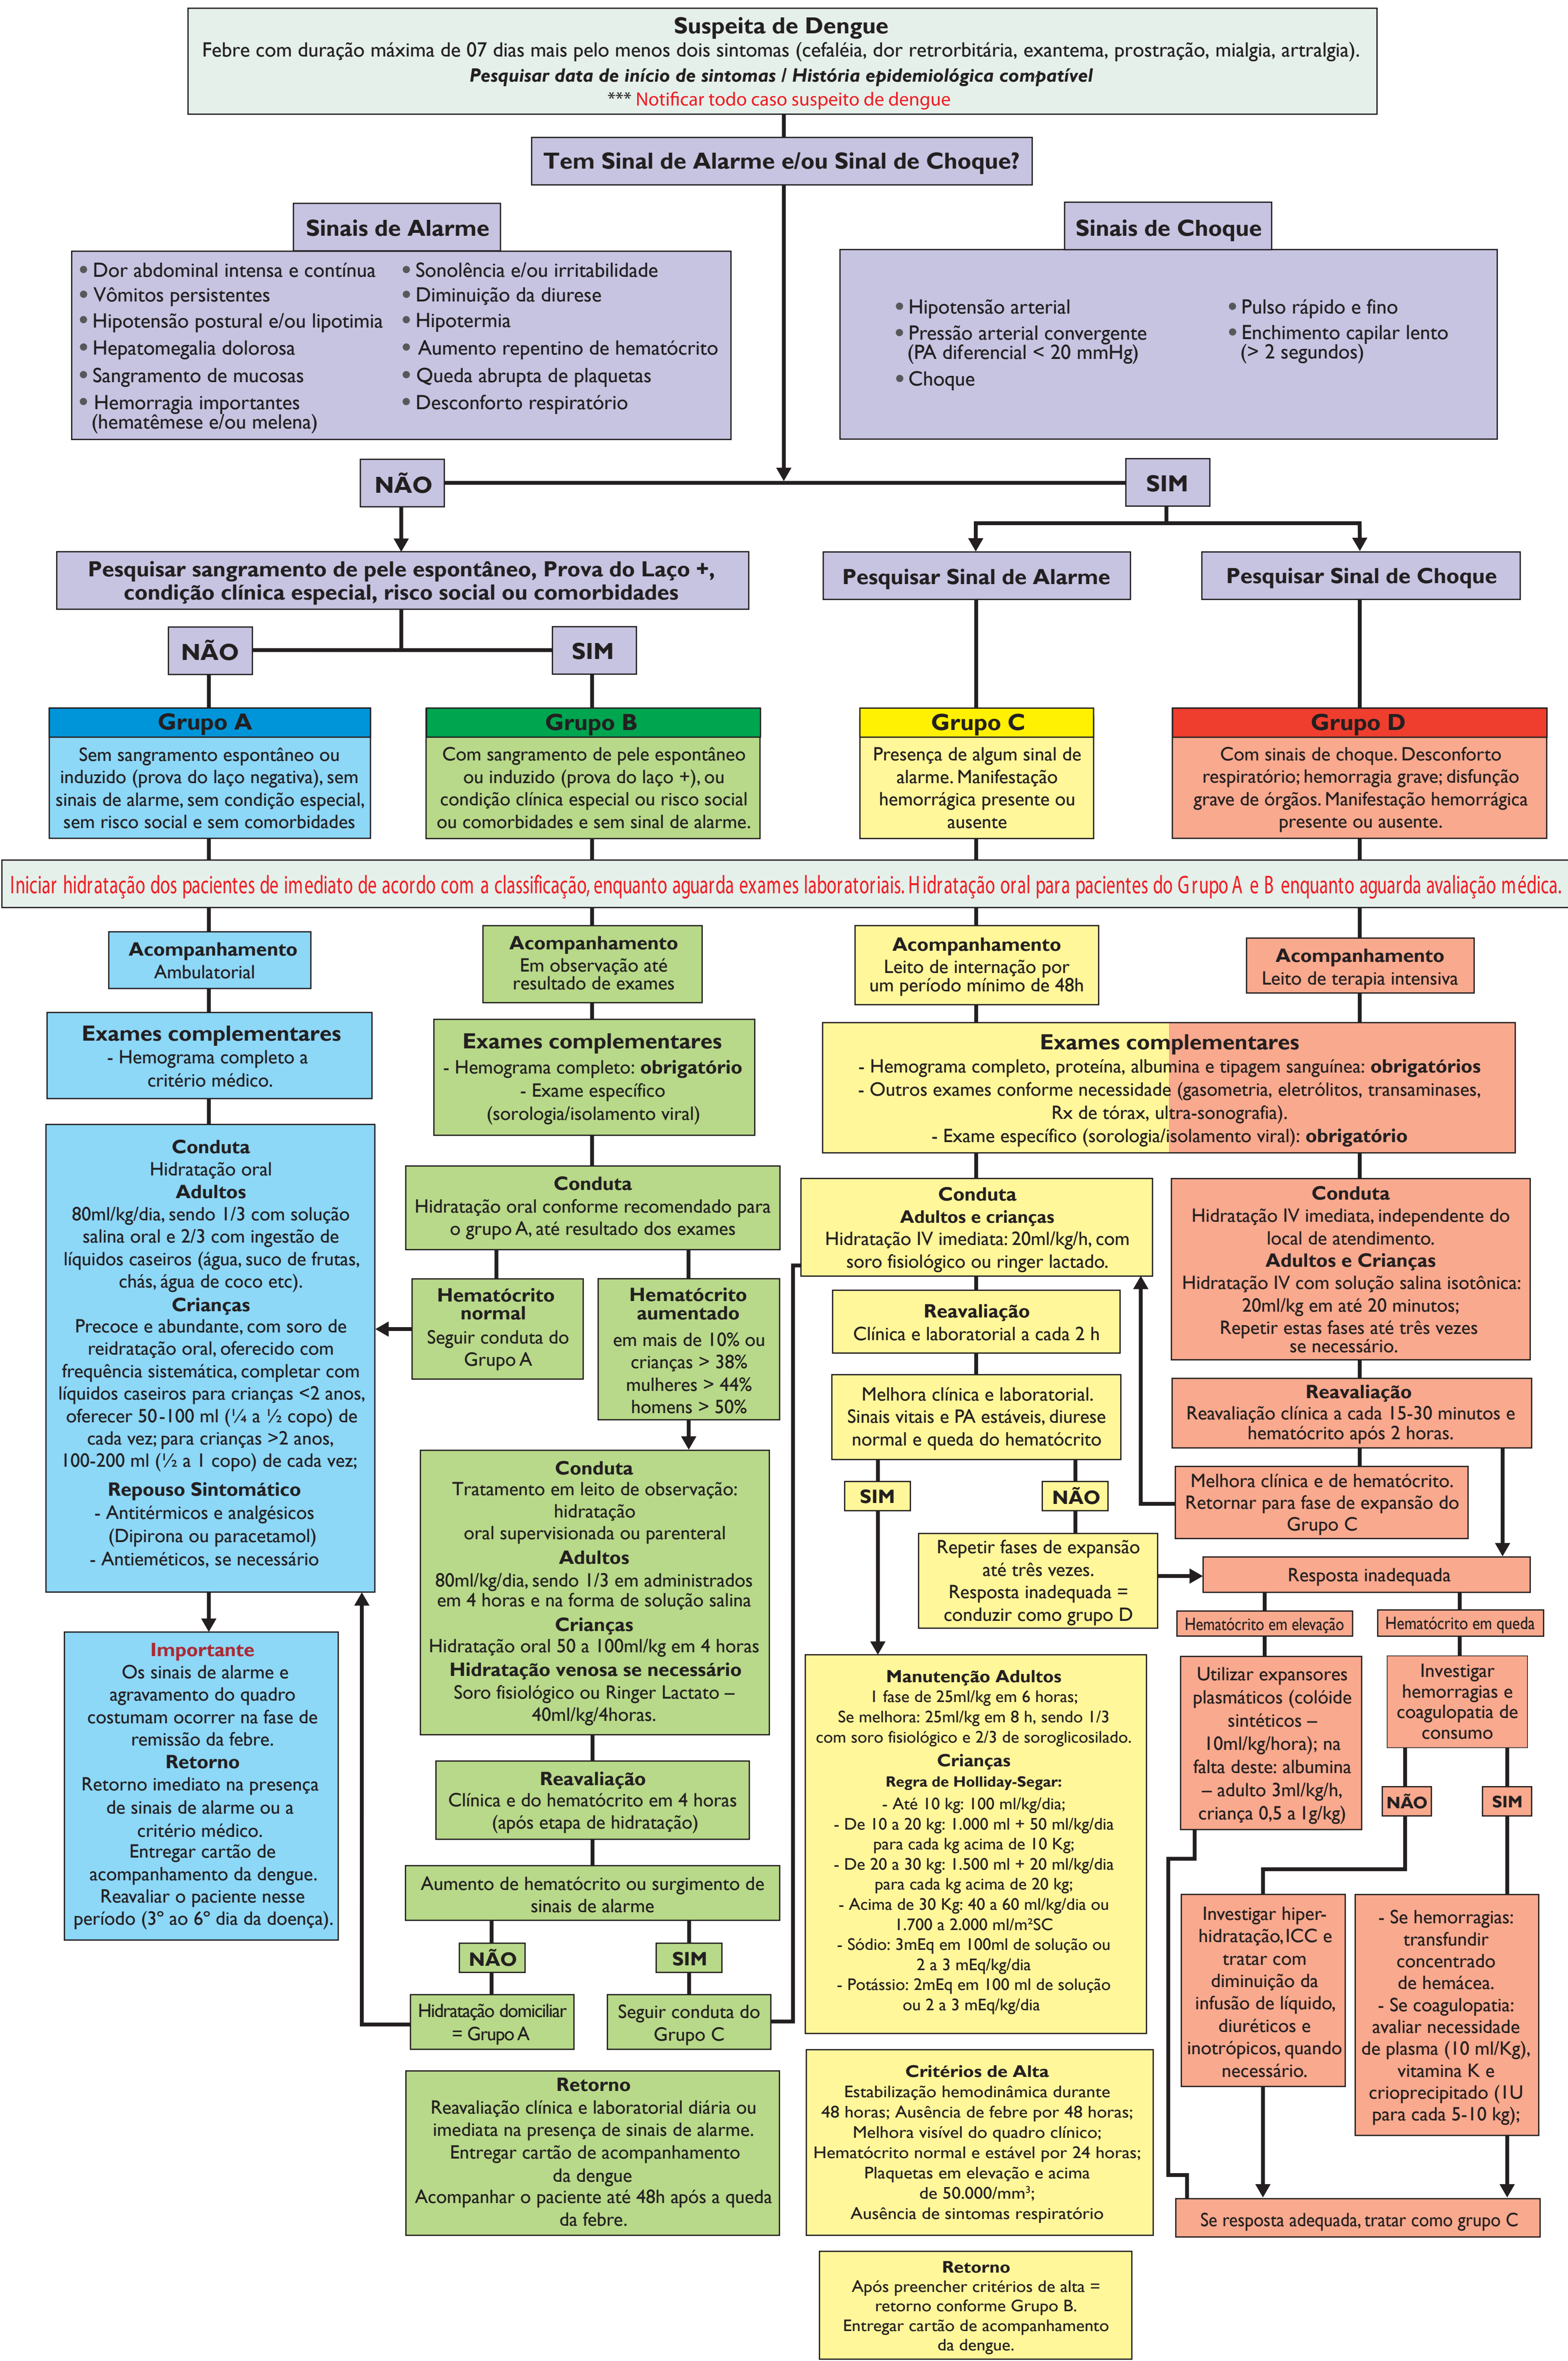 Suspeita de Dengue
Febre com duração máxima de 07 dias mais pelo menos dois sintomas (cefaléia, dor retrorbitária, exantema, prostração, mialgia, artralgia).
Pesquisar data de início de sintomas / História epidemiológica compatível
*** Notificar todo caso suspeito de dengue
Tem Sinal de Alarme e/ou Sinal de Choque?
Sinais de Alarme
• Dor abdominal intensa e contínua
• Vômitos persistentes
• Hipotensão postural e/ou lipotimia
• Hepatomegalia dolorosa
• Sangramento de mucosas
• Hemorragia importantes
(hematêmese e/ou melena)
• Sonolência e/ou irritabilidade
• Diminuição da diurese
• Hipotermia
• Aumento repentino de hematócrito
• Queda abrupta de plaquetas
• Desconforto respiratório
Sinais de Choque
• Hipotensão arterial
• Pressão arterial convergente
(PA diferencial < 20 mmHg)
• Choque
• Pulso rápido e fino
• Enchimento capilar lento
(> 2 segundos)
NÃO
SIM
Pesquisar sangramento de pele espontâneo, Prova do Laço +,
condição clínica especial, risco social ou comorbidades
Pesquisar Sinal de Alarme
Pesquisar Sinal de Choque
NÃO
SIM
Grupo A
Sem sangramento espontâneo ou
induzido (prova do laço negativa), sem
sinais de alarme, sem condição especial,
sem risco social e sem comorbidades
Grupo B
Com sangramento de pele espontâneo
ou induzido (prova do laço +), ou
condição clínica especial ou risco social
ou comorbidades e sem sinal de alarme.
Grupo C
Presença de algum sinal de
alarme. Manifestação
hemorrágica presente ou
ausente
Grupo D
Com sinais de choque. Desconforto
respiratório; hemorragia grave; disfunção
grave de órgãos. Manifestação hemorrágica
presente ou ausente.
Iniciar hidratação dos pacientes de imediato de acordo com a classificação, enquanto aguarda exames laboratoriais. Hidratação oral para pacientes do Grupo A e B enquanto aguarda avaliação médica.
Acompanhamento
Ambulatorial
Exames complementares
- Hemograma completo a
critério médico.
Conduta
Hidratação oral
Adultos
80ml/kg/dia, sendo 1/3 com solução
salina oral e 2/3 com ingestão de
líquidos caseiros (água, suco de frutas,
chás, água de coco etc).
Crianças
Precoce e abundante, com soro de
reidratação oral, oferecido com
frequência sistemática, completar com
líquidos caseiros para crianças <2 anos,
oferecer 50-100 ml (¼ a ½ copo) de
cada vez; para crianças >2 anos,
100-200 ml (½ a 1 copo) de cada vez;
Repouso Sintomático
- Antitérmicos e analgésicos
(Dipirona ou paracetamol)
- Antieméticos, se necessário
Importante
Os sinais de alarme e
agravamento do quadro
costumam ocorrer na fase de
remissão da febre.
Retorno
Retorno imediato na presença
de sinais de alarme ou a
critério médico.
Entregar cartão de
acompanhamento da dengue.
Reavaliar o paciente nesse
período (3º ao 6º dia da doença).
Acompanhamento
Em observação até
resultado de exames
Exames complementares
- Hemograma completo: obrigatório
- Exame específico
(sorologia/isolamento viral)
Conduta
Hidratação oral conforme recomendado para
o grupo A, até resultado dos exames
Hematócrito
normal
Seguir conduta do
Grupo A
Hematócrito
aumentado
em mais de 10% ou
crianças > 38%
mulheres > 44%
homens > 50%
Conduta
Tratamento em leito de observação:
hidratação
oral supervisionada ou parenteral
Adultos
80ml/kg/dia, sendo 1/3 em administrados
em 4 horas e na forma de solução salina
Crianças
Hidratação oral 50 a 100ml/kg em 4 horas
Hidratação venosa se necessário
Soro fisiológico ou Ringer Lactato –
40ml/kg/4horas.
Reavaliação
Clínica e do hematócrito em 4 horas
(após etapa de hidratação)
Aumento de hematócrito ou surgimento de
sinais de alarme
NÃO
SIM
Hidratação domiciliar
= Grupo A
Seguir conduta do
Grupo C
Retorno
Reavaliação clínica e laboratorial diária ou
imediata na presença de sinais de alarme.
Entregar cartão de acompanhamento
da dengue
Acompanhar o paciente até 48h após a queda
da febre.
Acompanhamento
Leito de internação por
um período mínimo de 48h
Acompanhamento
Leito de terapia intensiva
Exames complementares
- Hemograma completo, proteína, albumina e tipagem sanguínea: obrigatórios
- Outros exames conforme necessidade (gasometria, eletrólitos, transaminases,
Rx de tórax, ultra-sonografia).
- Exame específico (sorologia/isolamento viral): obrigatório
Conduta
Adultos e crianças
Hidratação IV imediata: 20ml/kg/h, com
soro fisiológico ou ringer lactado.
Reavaliação
Clínica e laboratorial a cada 2 h
Melhora clínica e laboratorial.
Sinais vitais e PA estáveis, diurese
normal e queda do hematócrito
SIM
NÃO
Repetir fases de expansão
até três vezes.
Resposta inadequada =
conduzir como grupo D
Manutenção Adultos
1 fase de 25ml/kg em 6 horas;
Se melhora: 25ml/kg em 8 h, sendo 1/3
com soro fisiológico e 2/3 de soroglicosilado.
Crianças
Regra de Holliday-Segar:
- Até 10 kg: 100 ml/kg/dia;
- De 10 a 20 kg: 1.000 ml + 50 ml/kg/dia
para cada kg acima de 10 Kg;
- De 20 a 30 kg: 1.500 ml + 20 ml/kg/dia
para cada kg acima de 20 kg;
- Acima de 30 Kg: 40 a 60 ml/kg/dia ou
1.700 a 2.000 ml/m²SC
- Sódio: 3mEq em 100ml de solução ou
2 a 3 mEq/kg/dia
- Potássio: 2mEq em 100 ml de solução
ou 2 a 3 mEq/kg/dia
Critérios de Alta
Estabilização hemodinâmica durante
48 horas; Ausência de febre por 48 horas;
Melhora visível do quadro clínico;
Hematócrito normal e estável por 24 horas;
Plaquetas em elevação e acima
de 50.000/mm³;
Ausência de sintomas respiratório
Retorno
Após preencher critérios de alta =
retorno conforme Grupo B.
Entregar cartão de acompanhamento
da dengue.
Conduta
Hidratação IV imediata, independente do
local de atendimento.
Adultos e Crianças
Hidratação IV com solução salina isotônica:
20ml/kg em até 20 minutos;
Repetir estas fases até três vezes
se necessário.
Reavaliação
Reavaliação clínica a cada 15-30 minutos e
hematócrito após 2 horas.
Melhora clínica e de hematócrito.
Retornar para fase de expansão do
Grupo C
Resposta inadequada
Hematócrito em elevação
Hematócrito em queda
Utilizar expansores
plasmáticos (colóide
sintéticos –
10ml/kg/hora); na
falta deste: albumina
– adulto 3ml/kg/h,
criança 0,5 a 1g/kg)
Investigar
hemorragias e
coagulopatia de
consumo
NÃO
SIM
Investigar hiper-
hidratação, ICC e
tratar com
diminuição da
infusão de líquido,
diuréticos e
inotrópicos, quando
necessário.
- Se hemorragias:
transfundir
concentrado
de hemácea.
- Se coagulopatia:
avaliar necessidade
de plasma (10 ml/Kg),
vitamina K e
crioprecipitado (1U
para cada 5-10 kg);
Se resposta adequada, tratar como grupo C